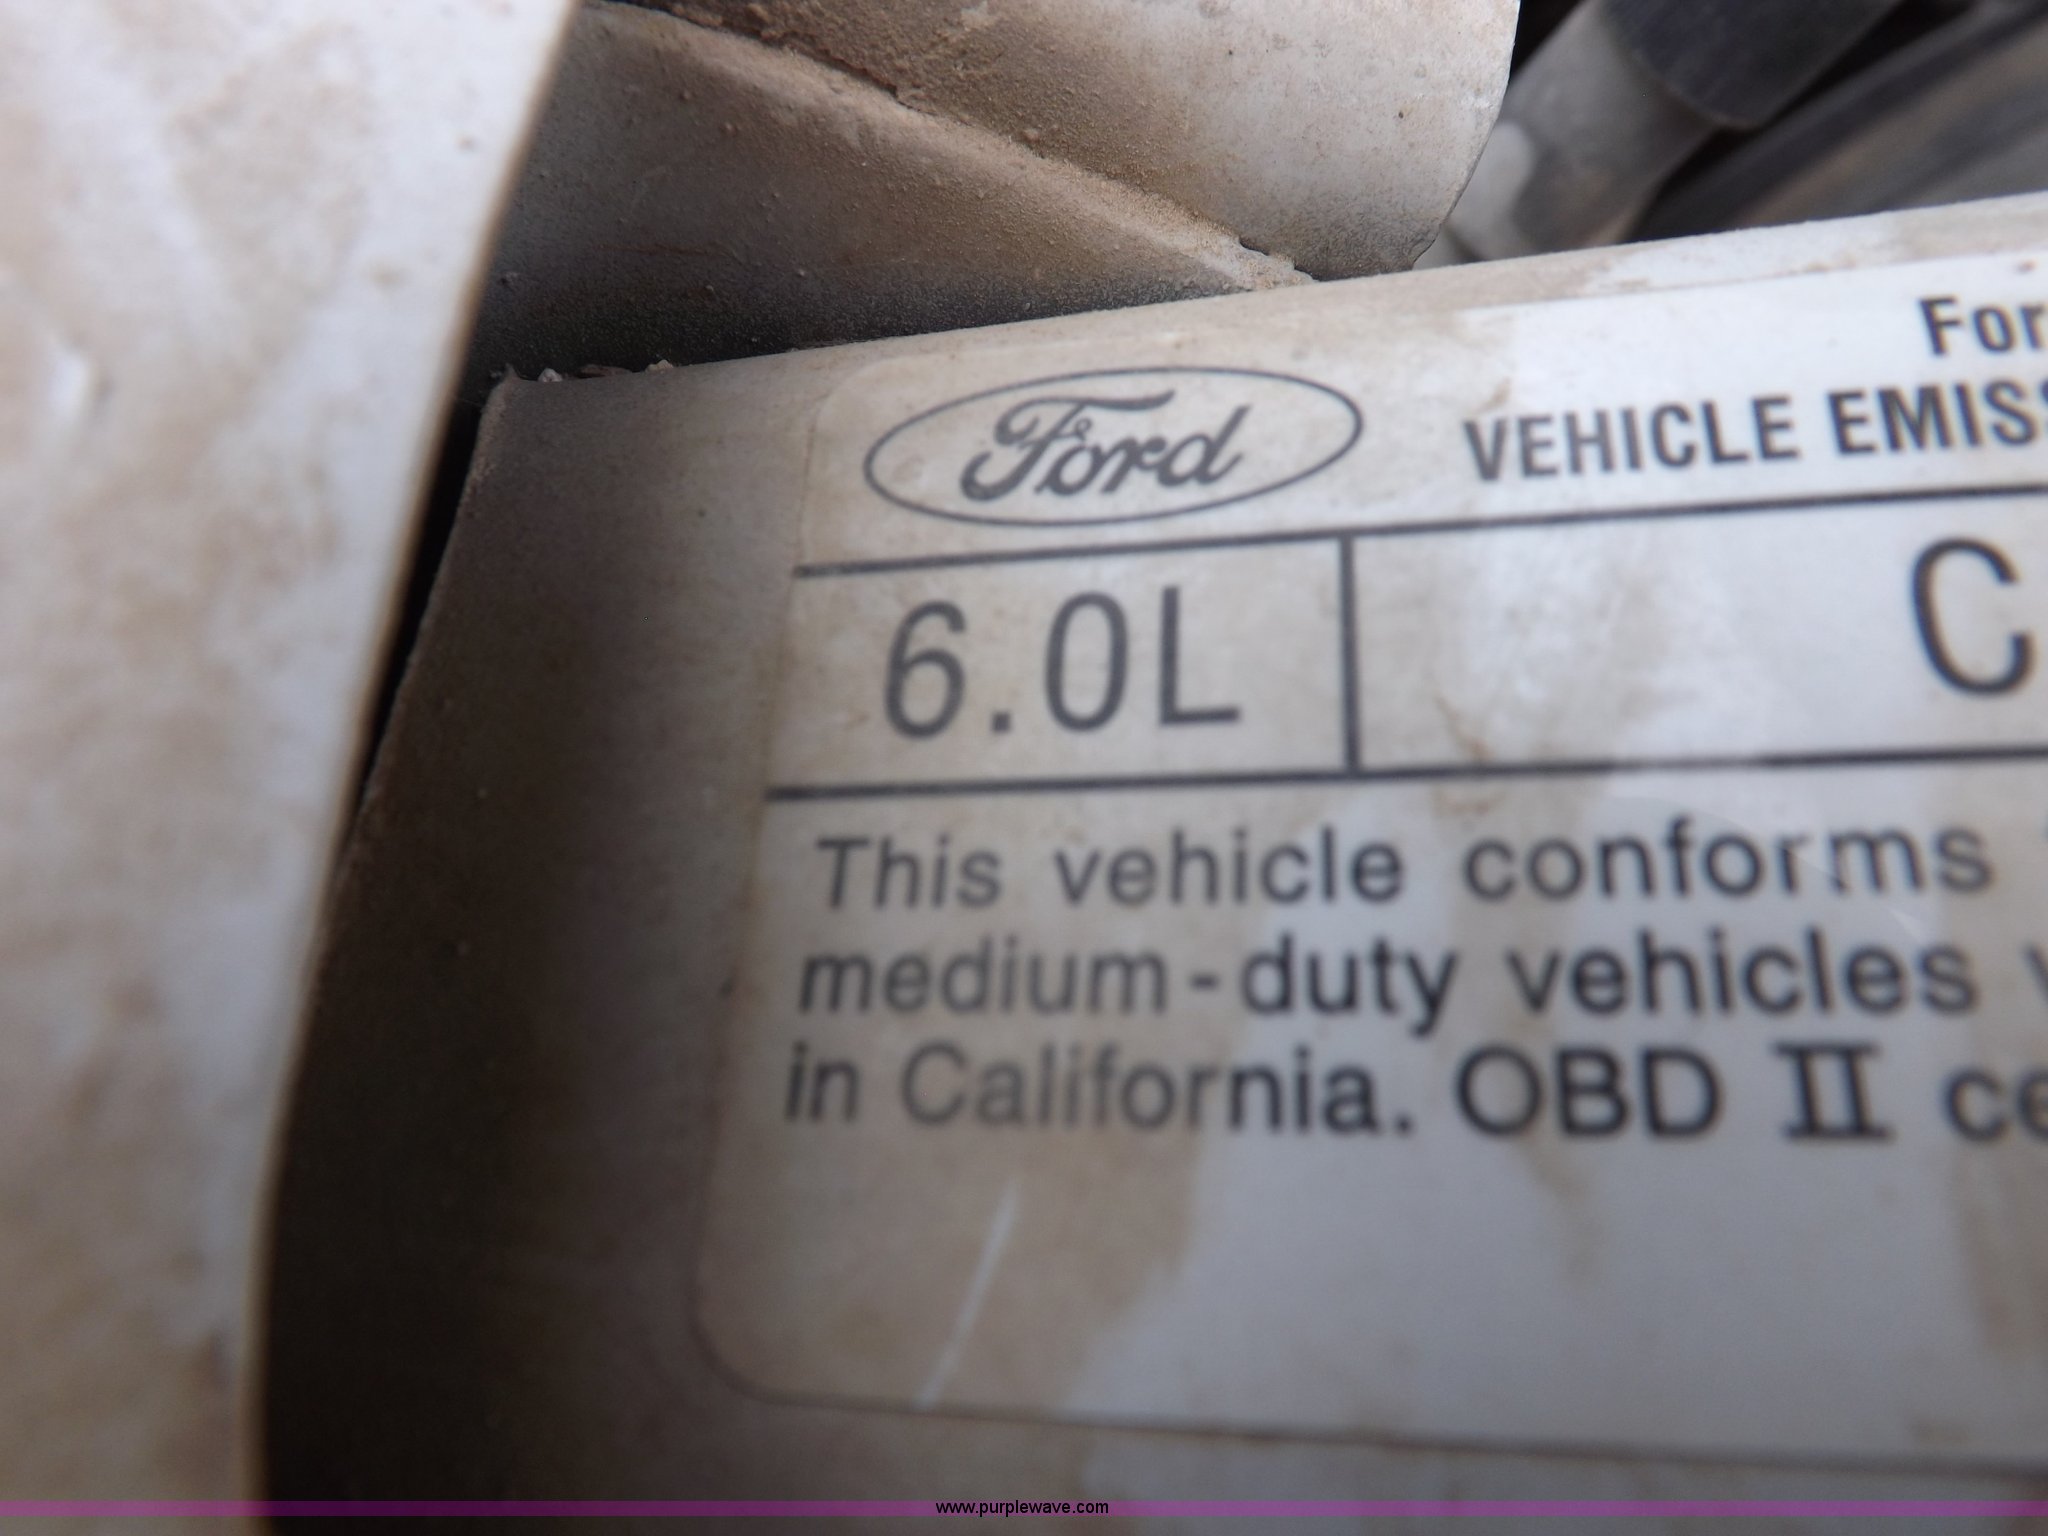 Ford
For
VEHICLE EMISS
6.0L
C
This vehicle conforms
medium-duty vehicles
in California. OBD II ce
www.purplewave.com